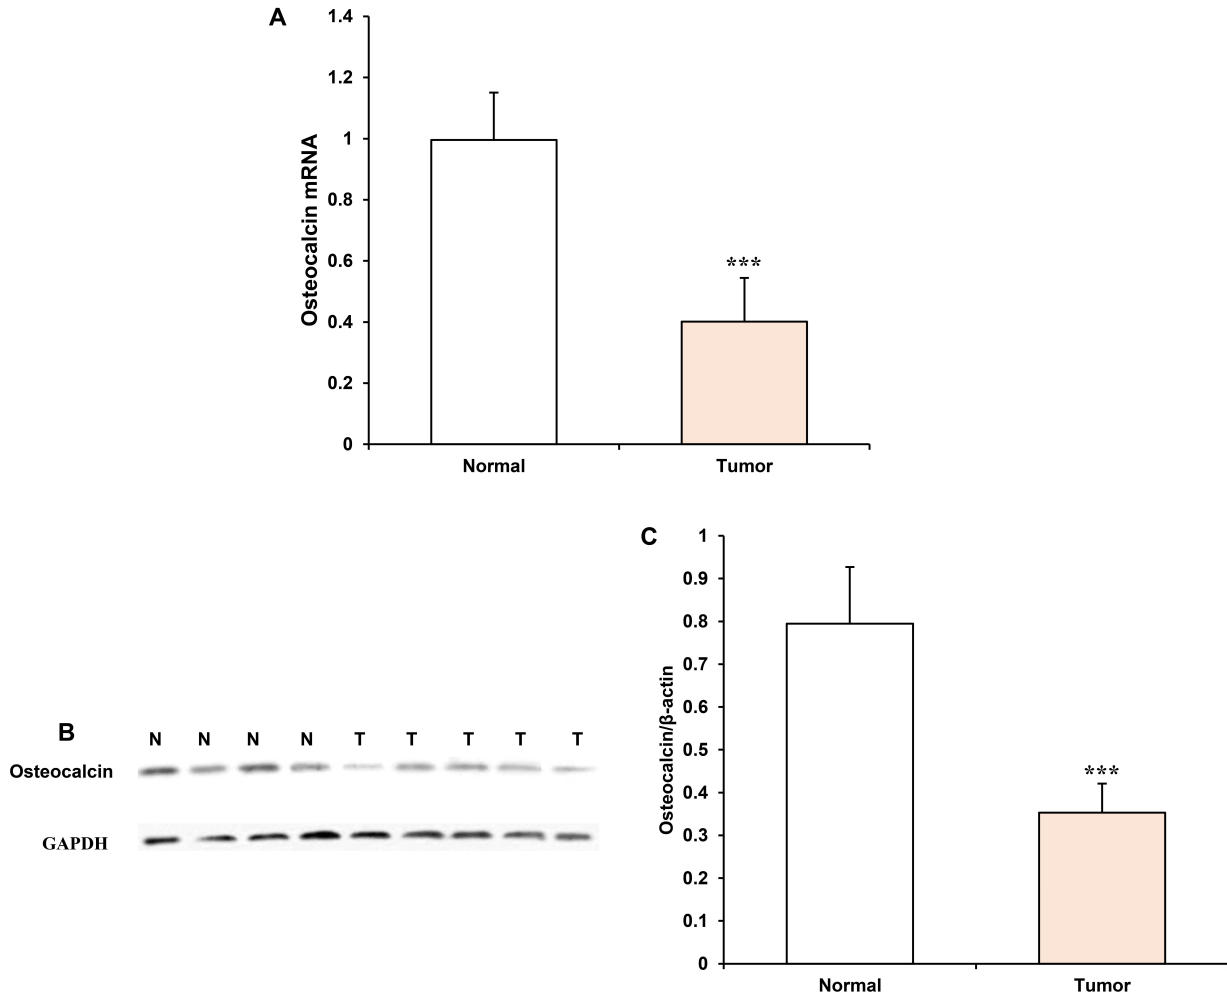 A
1.4
1.2
1
0.8
0.6
0.4
0.2
0
Osteocalcin mRNA
***
Normal Tumor
B
N N N N T T T T T
Osteocalcin
GAPDH
C
1
0.9
0.8
0.7
0.6
0.5
0.4
0.3
0.2
0.1
0
Osteocalcin/β-actin
***
Normal Tumor